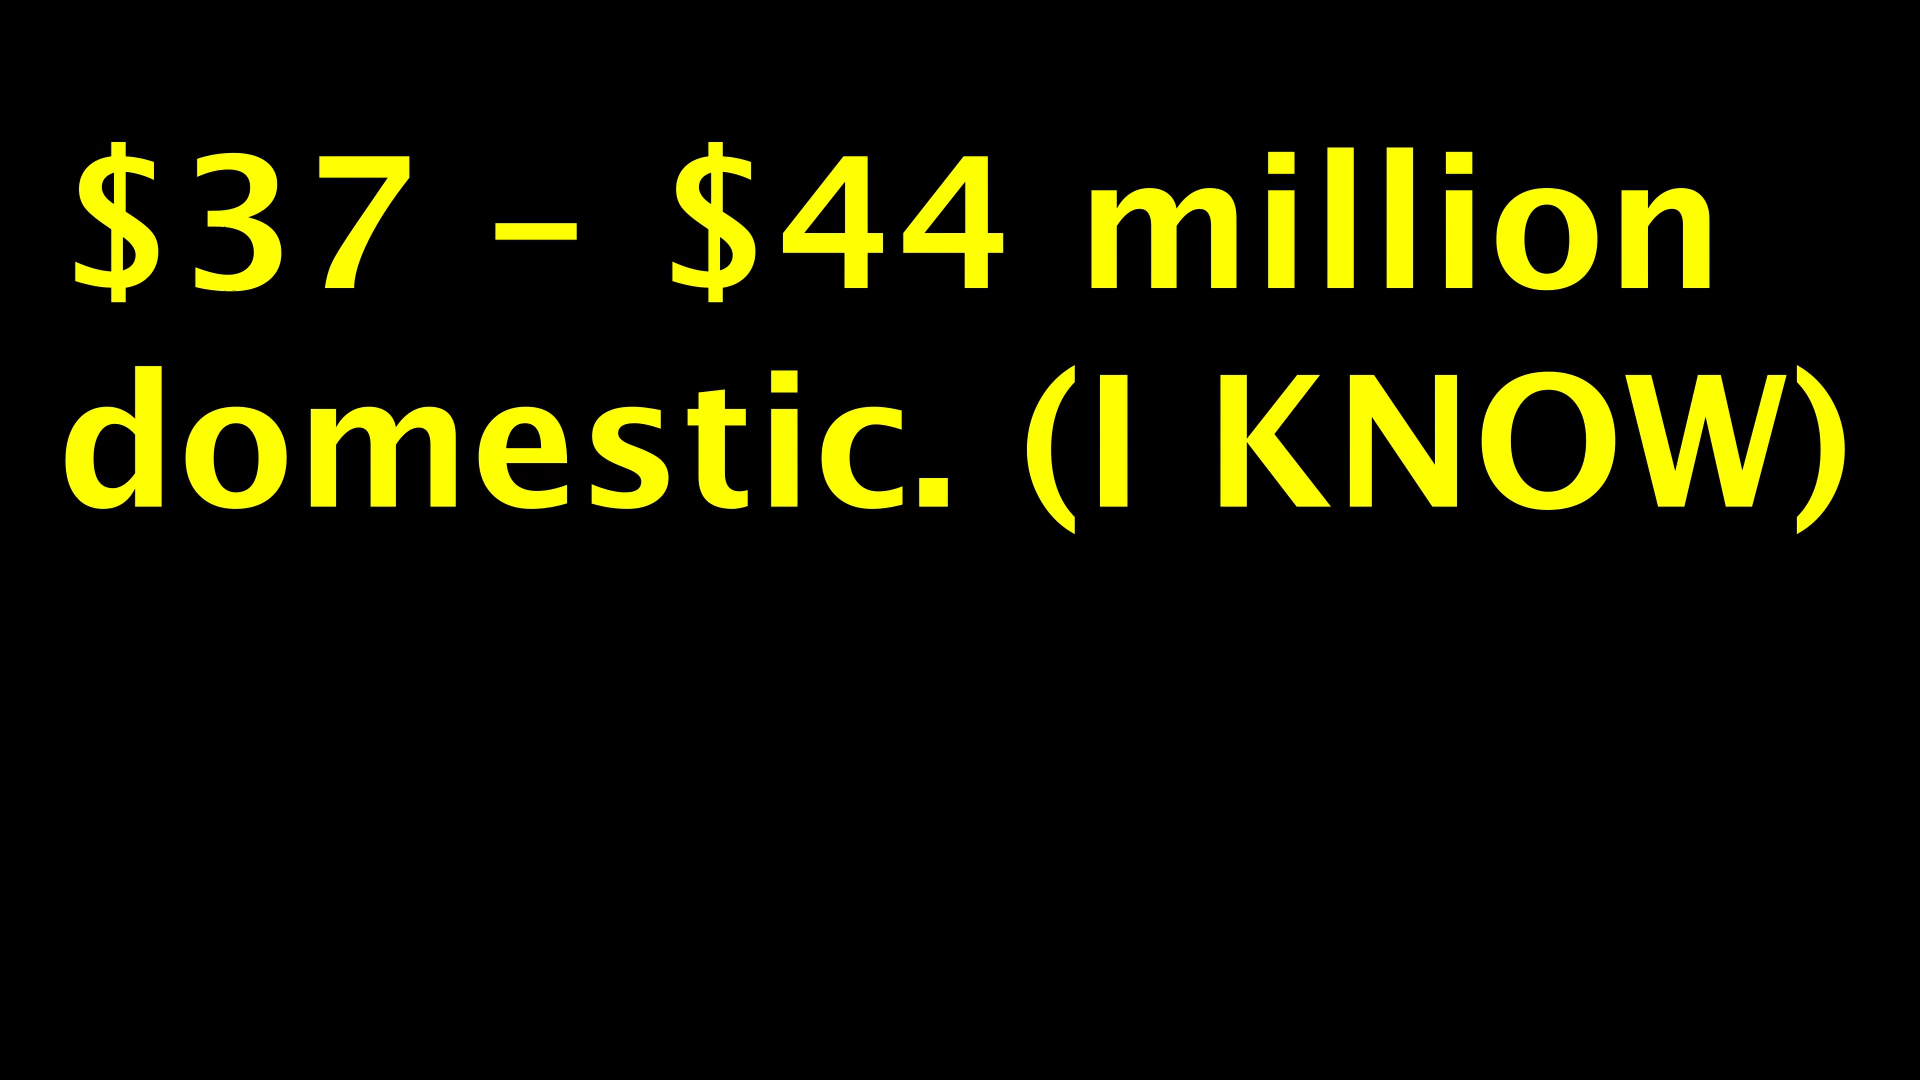 $37 – $44 million
domestic. (I KNOW)